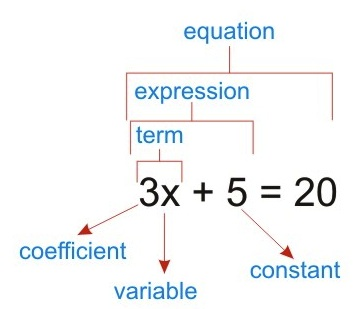 equation
expression
term
3x + 5 = 20
coefficient
variable
constant